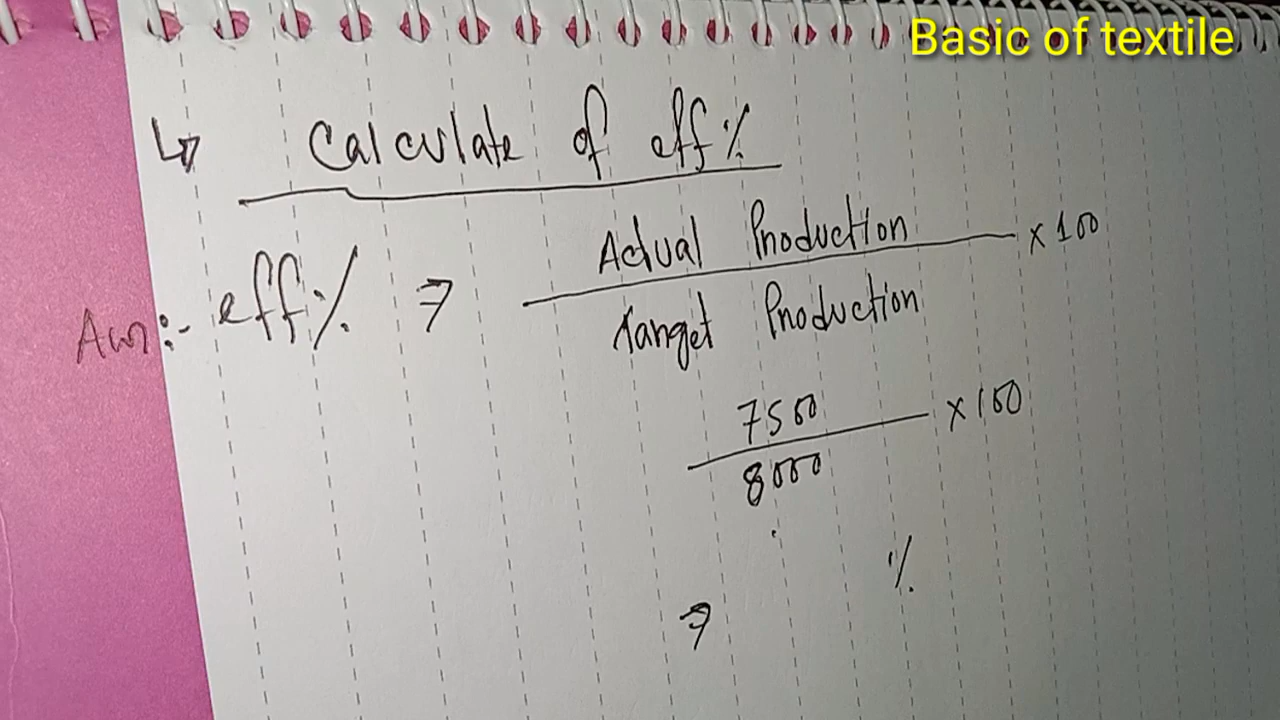 Basic of textile
↳ Calculate of eff%
Actual Production
Ans:- eff% ⇒ ———— × 100
Target Production
7500
———— × 100
8000
⇒ %